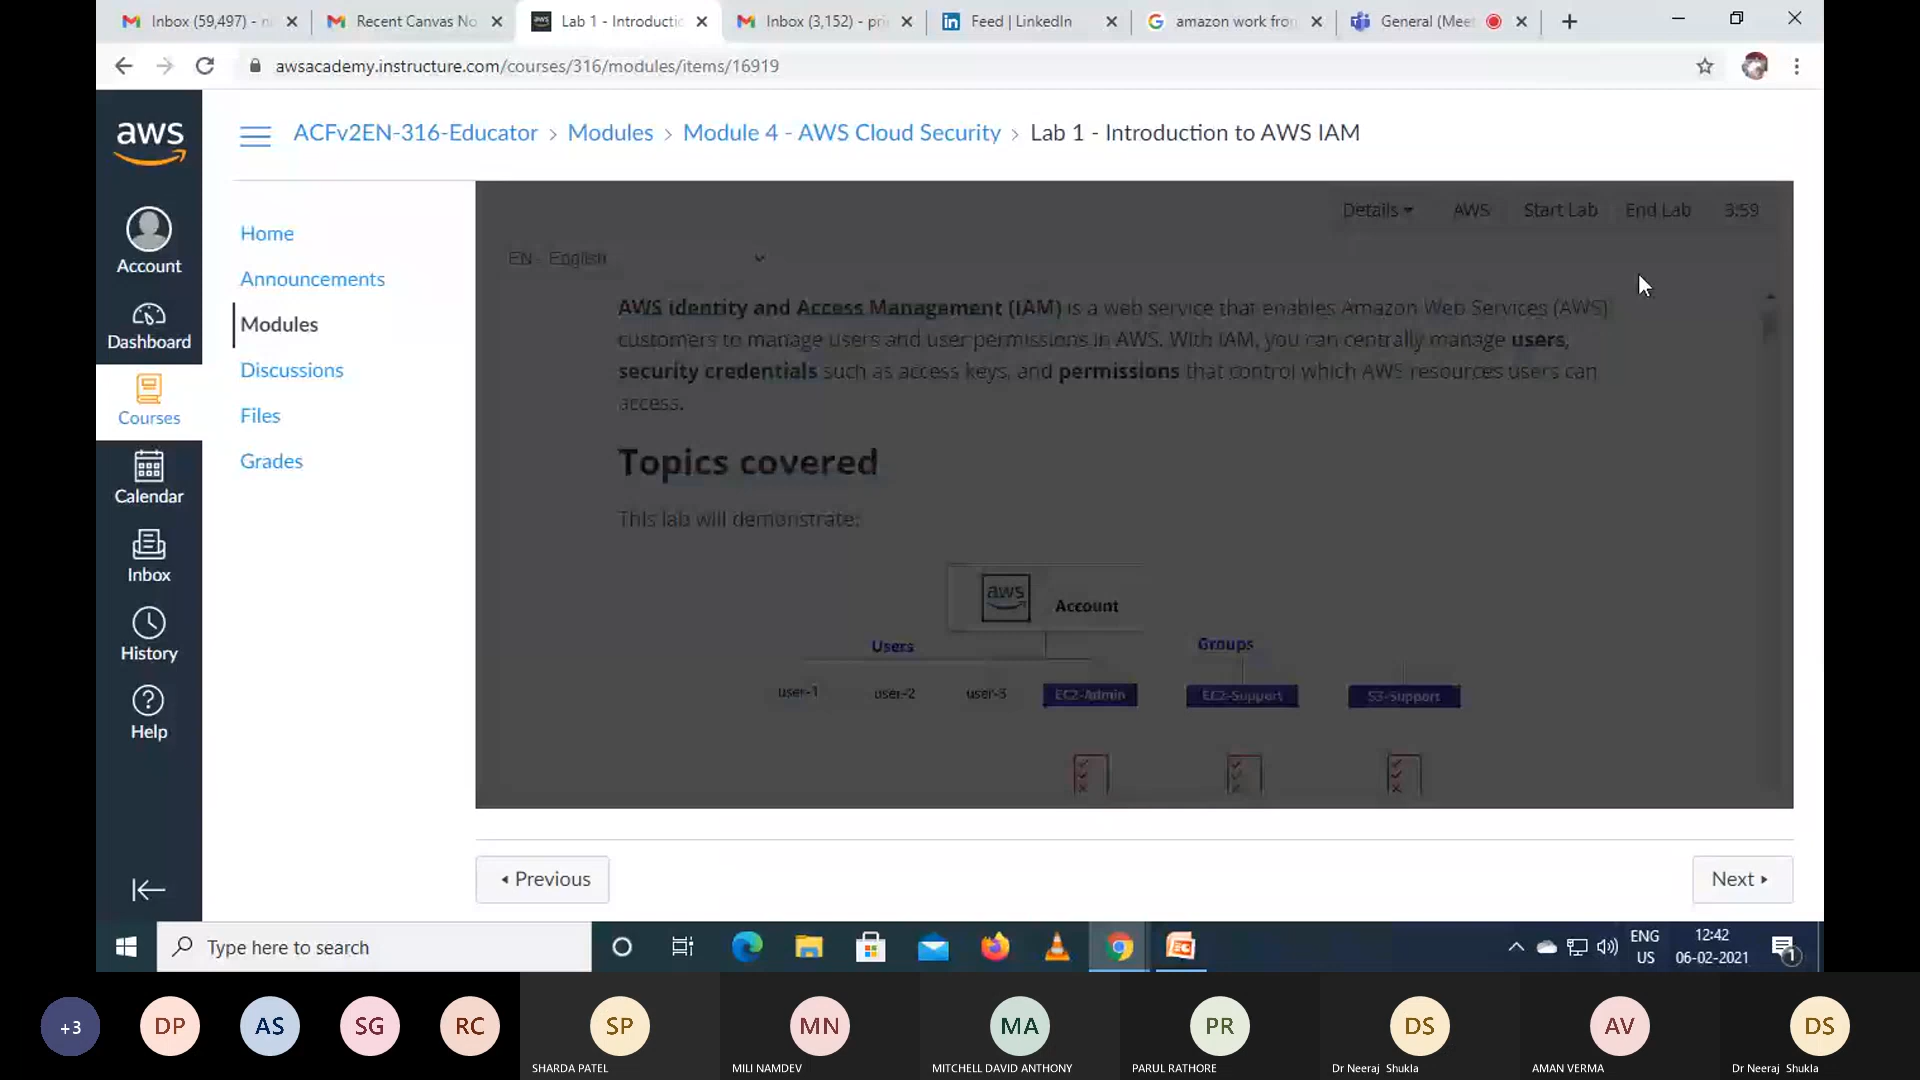 Inbox (59,497) - n
Recent Canvas No
Lab 1 - Introductio
Inbox (3,152) - pri
Feed | LinkedIn
amazon work fro
General (Mee
awsacademy.instructure.com/courses/316/modules/items/16919
aws
ACFv2EN-316-Educator > Modules > Module 4 - AWS Cloud Security > Lab 1 - Introduction to AWS IAM
Account
Dashboard
Courses
Calendar
Inbox
History
Help
Home
Announcements
Modules
Discussions
Files
Grades
Details AWS Start Lab End Lab 3:59
EN - English
AWS Identity and Access Management (IAM) is a web service that enables Amazon Web Services (AWS)
customers to manage users and user permissions in AWS. With IAM, you can centrally manage users,
security credentials such as access keys, and permissions that control which AWS resources users can
access.
Topics covered
This lab will demonstrate:
aws Account
Users Groups
user-1 user-2 user-3 EC2-Admin EC2-Support S3-Support
Previous
Next
Type here to search
ENG
US
12:42
06-02-2021
1
+3
DP
AS
SG
RC
SP
MN
MA
PR
DS
AV
DS
SHARDA PATEL
MILI NAMDEV
MITCHELL DAVID ANTHONY
PARUL RATHORE
Dr Neeraj Shukla
AMAN VERMA
Dr Neeraj Shukla